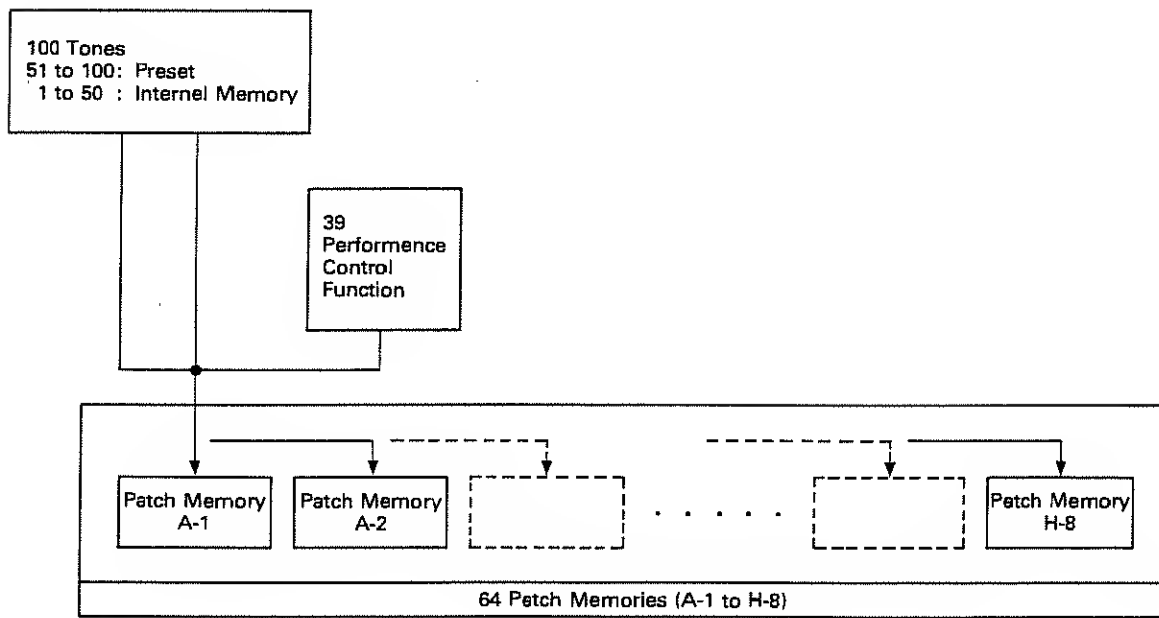 100 Tones
51 to 100: Preset
1 to 50 : Internel Memory
39
Performence
Control
Function
Patch Memory
A-1
Patch Memory
A-2
. . . . .
Patch Memory
H-8
64 Patch Memories (A-1 to H-8)